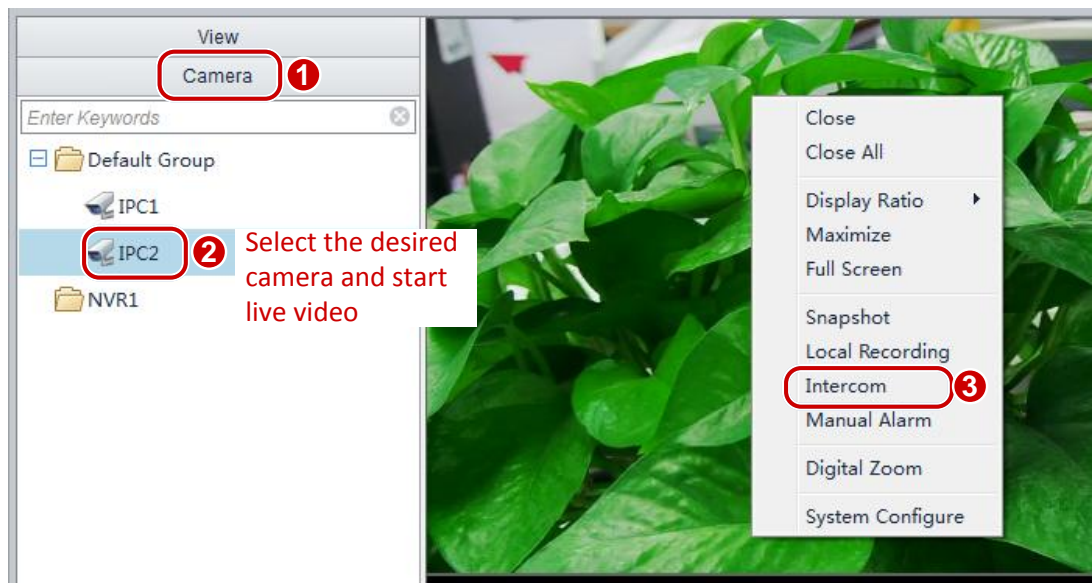 View
Camera
1
Enter Keywords
Default Group
IPC1
IPC2
2
Select the desired
camera and start
live video
NVR1
Close
Close All
Display Ratio
Maximize
Full Screen
Snapshot
Local Recording
Intercom
3
Manual Alarm
Digital Zoom
System Configure